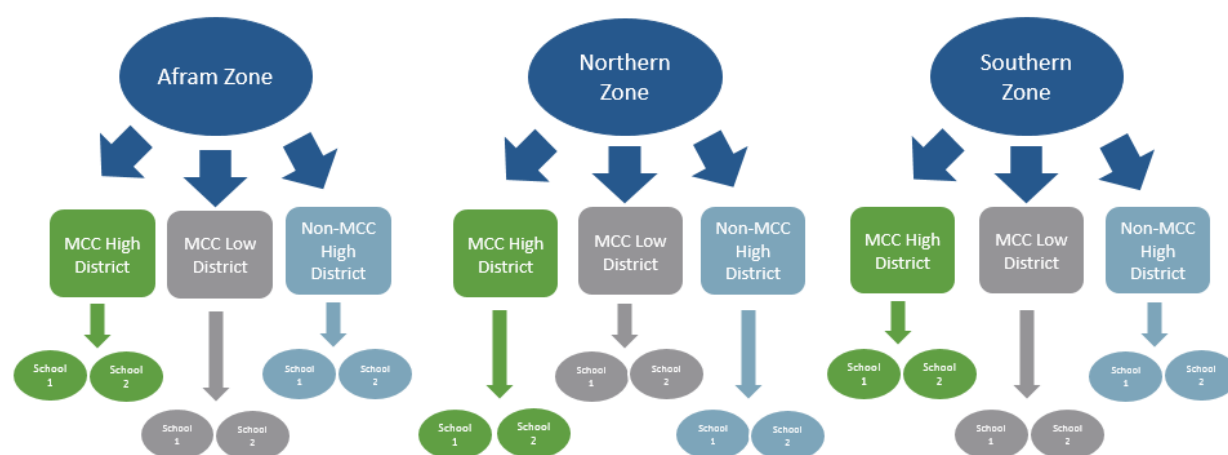 Afram Zone
Northern
Zone
Southern
Zone
MCC High
District
MCC Low
District
Non-MCC
High
District
MCC High
District
MCC Low
District
Non-MCC
High
District
MCC High
District
MCC Low
District
Non-MCC
High
District
School
1
School
2
School
1
School
2
School
1
School
2
School
1
School
2
School
1
School
2
School
1
School
2
School
1
School
2
School
1
School
2
School
1
School
2